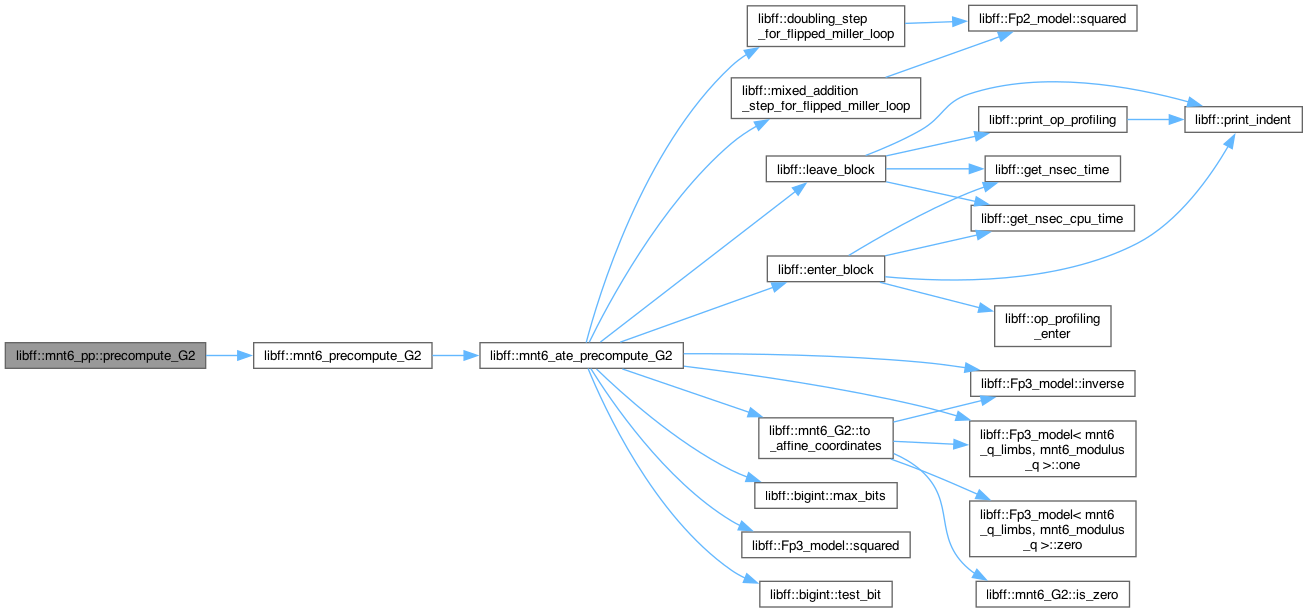 libff::mnt6_pp::precompute_G2
libff::mnt6_precompute_G2
libff::mnt6_ate_precompute_G2
libff::doubling_step
_for_flipped_miller_loop
libff::Fp2_model::squared
libff::mixed_addition
_step_for_flipped_miller_loop
libff::leave_block
libff::print_op_profiling
libff::print_indent
libff::get_nsec_time
libff::get_nsec_cpu_time
libff::enter_block
libff::op_profiling
_enter
libff::Fp3_model::inverse
libff::mnt6_G2::to
_affine_coordinates
libff::Fp3_model< mnt6
_q_limbs, mnt6_modulus
_q >::one
libff::bigint::max_bits
libff::Fp3_model< mnt6
_q_limbs, mnt6_modulus
_q >::zero
libff::Fp3_model::squared
libff::bigint::test_bit
libff::mnt6_G2::is_zero